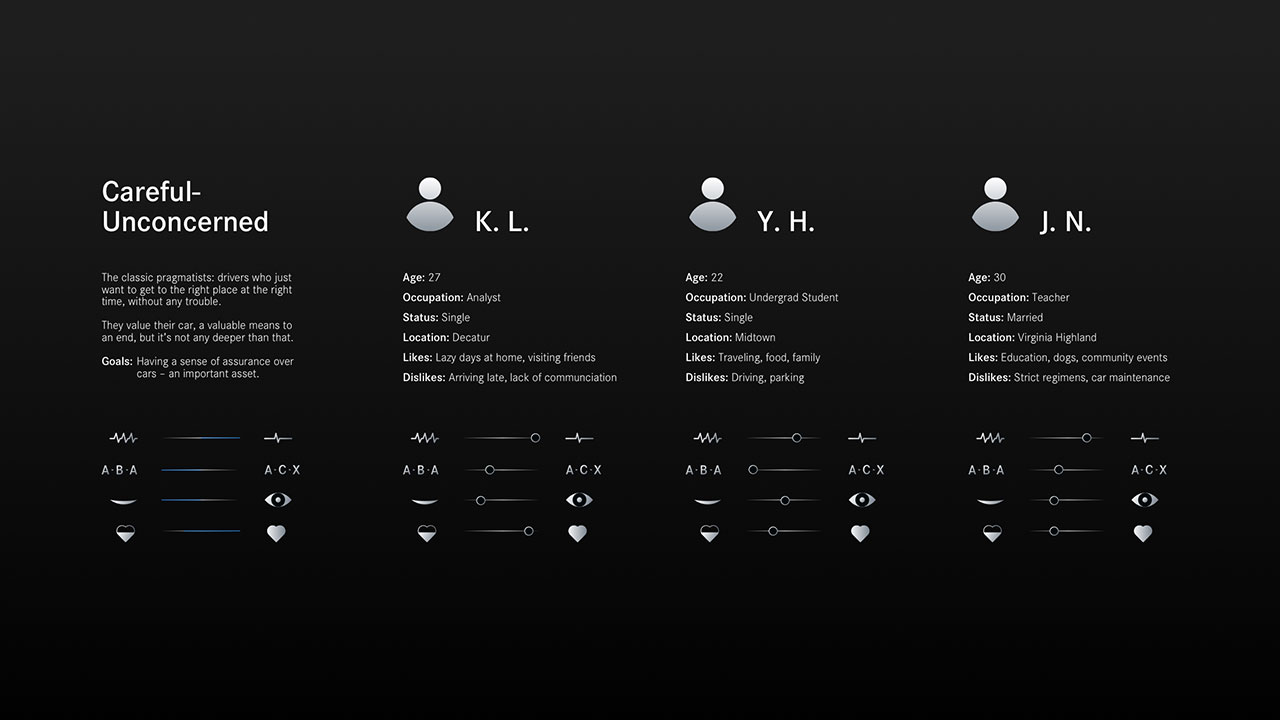 Careful-
Unconcerned
The classic pragmatists: drivers who just
want to get to the right place at the right
time, without any trouble.
They value their car, a valuable means to
an end, but it's not any deeper than that.
Goals: Having a sense of assurance over
cars – an important asset.
A·B·A A·C·X
K. L.
Age: 27
Occupation: Analyst
Status: Single
Location: Decatur
Likes: Lazy days at home, visiting friends
Dislikes: Arriving late, lack of communciation
A·B·A A·C·X
Y. H.
Age: 22
Occupation: Undergrad Student
Status: Single
Location: Midtown
Likes: Traveling, food, family
Dislikes: Driving, parking
A·B·A A·C·X
J. N.
Age: 30
Occupation: Teacher
Status: Married
Location: Virginia Highland
Likes: Education, dogs, community events
Dislikes: Strict regimens, car maintenance
A·B·A A·C·X